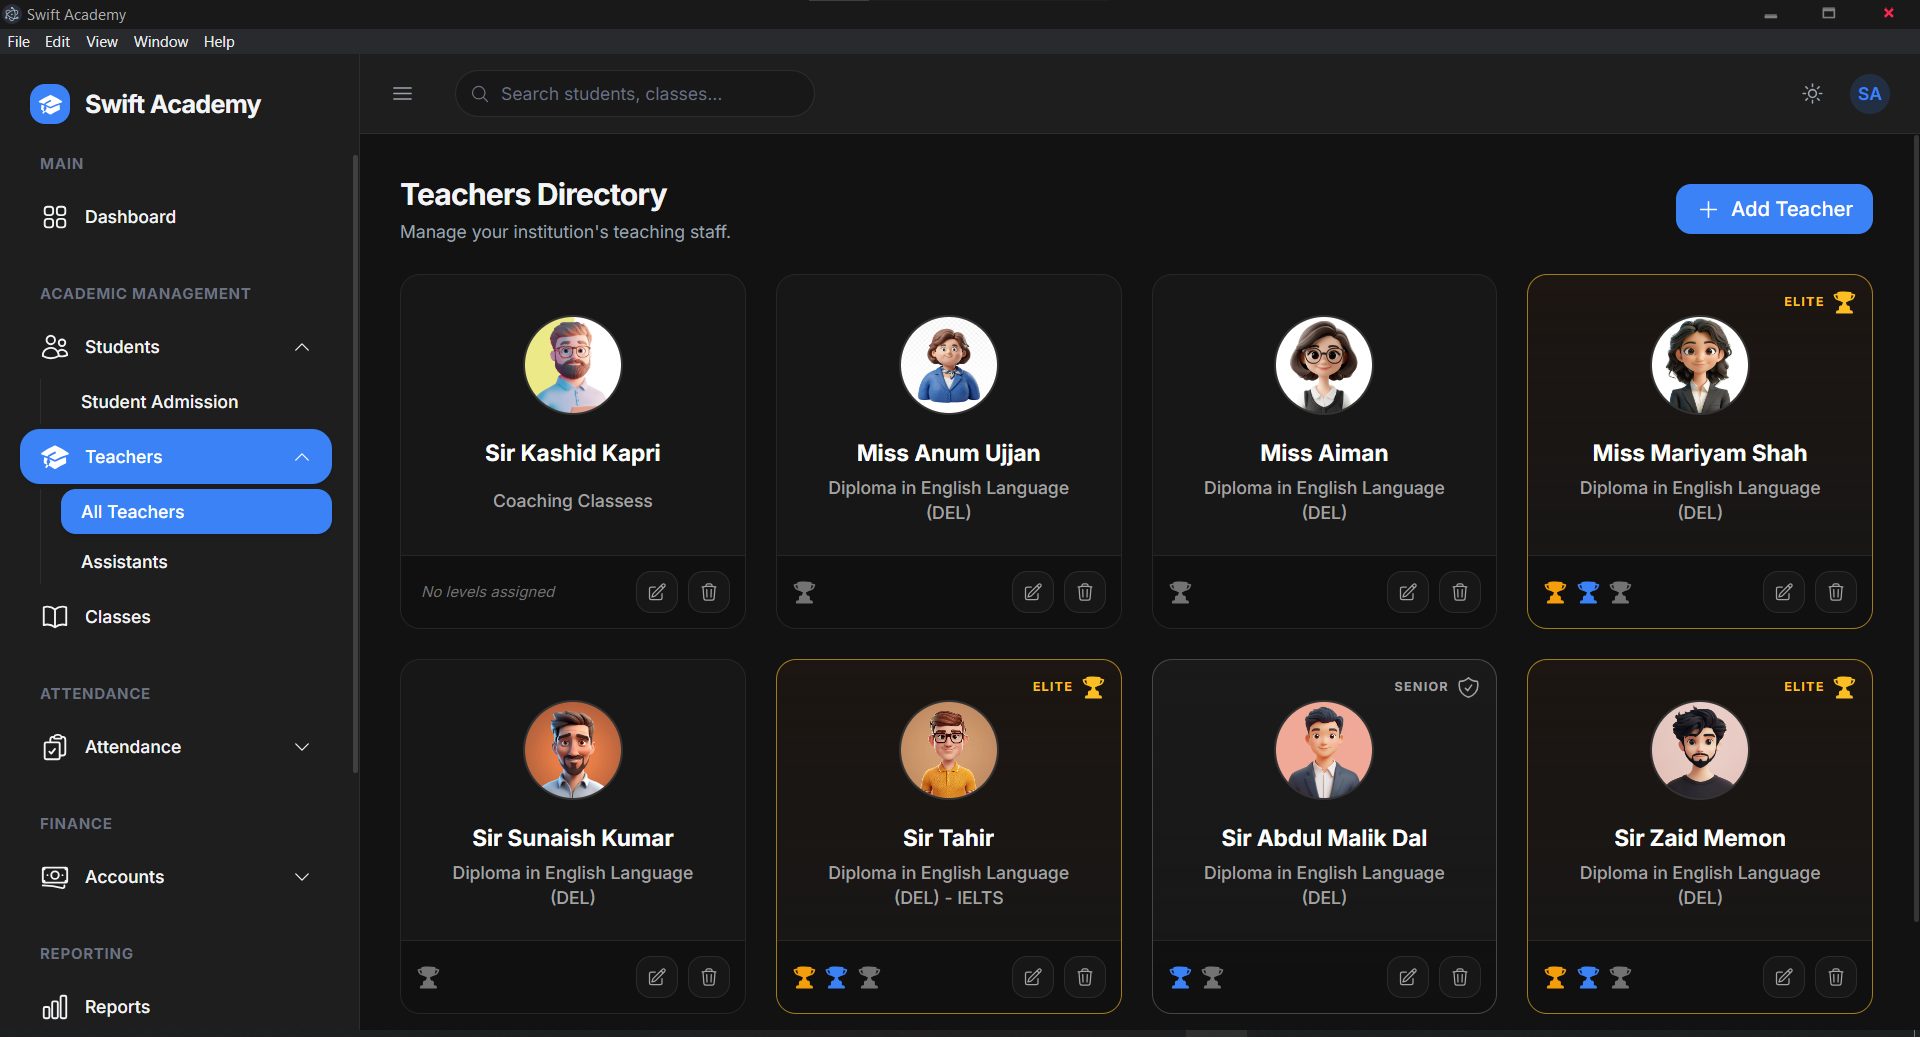 Swift Academy
File Edit View Window Help
Swift Academy
MAIN
Dashboard
ACADEMIC MANAGEMENT
Students
Student Admission
Teachers
All Teachers
Assistants
Classes
ATTENDANCE
Attendance
FINANCE
Accounts
REPORTING
Reports
Search students, classes...
SA
Teachers Directory
Manage your institution's teaching staff.
Add Teacher
Sir Kashid Kapri
Coaching Classess
No levels assigned
Miss Anum Ujjan
Diploma in English Language
(DEL)
Miss Aiman
Diploma in English Language
(DEL)
ELITE
Miss Mariyam Shah
Diploma in English Language
(DEL)
Sir Sunaish Kumar
Diploma in English Language
(DEL)
ELITE
Sir Tahir
Diploma in English Language
(DEL) - IELTS
SENIOR
Sir Abdul Malik Dal
Diploma in English Language
(DEL)
ELITE
Sir Zaid Memon
Diploma in English Language
(DEL)